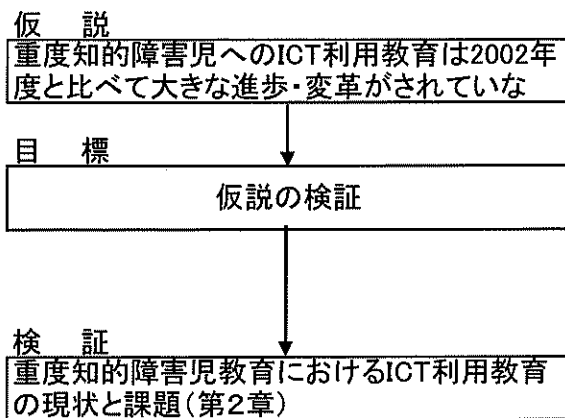 仮　説
重度知的障害児へのICT利用教育は2002年
度と比べて大きな進歩・変革がされていな
目　標
仮説の検証
検　証
重度知的障害児教育におけるICT利用教育
の現状と課題(第2章)